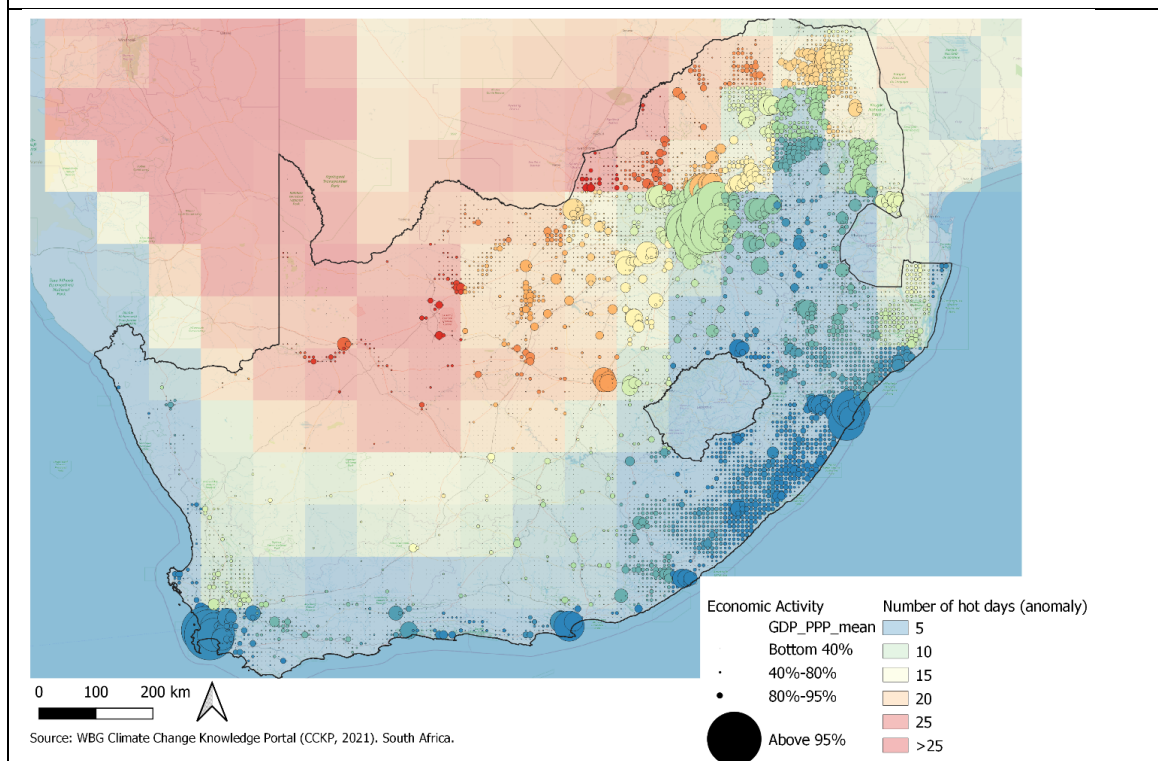 Economic Activity
GDP_PPP_mean
Bottom 40%
40%-80%
80%-95%
Above 95%
Number of hot days (anomaly)
5
10
15
20
25
>25
0 100 200 km
Source: WBG Climate Change Knowledge Portal (CCKP, 2021). South Africa.